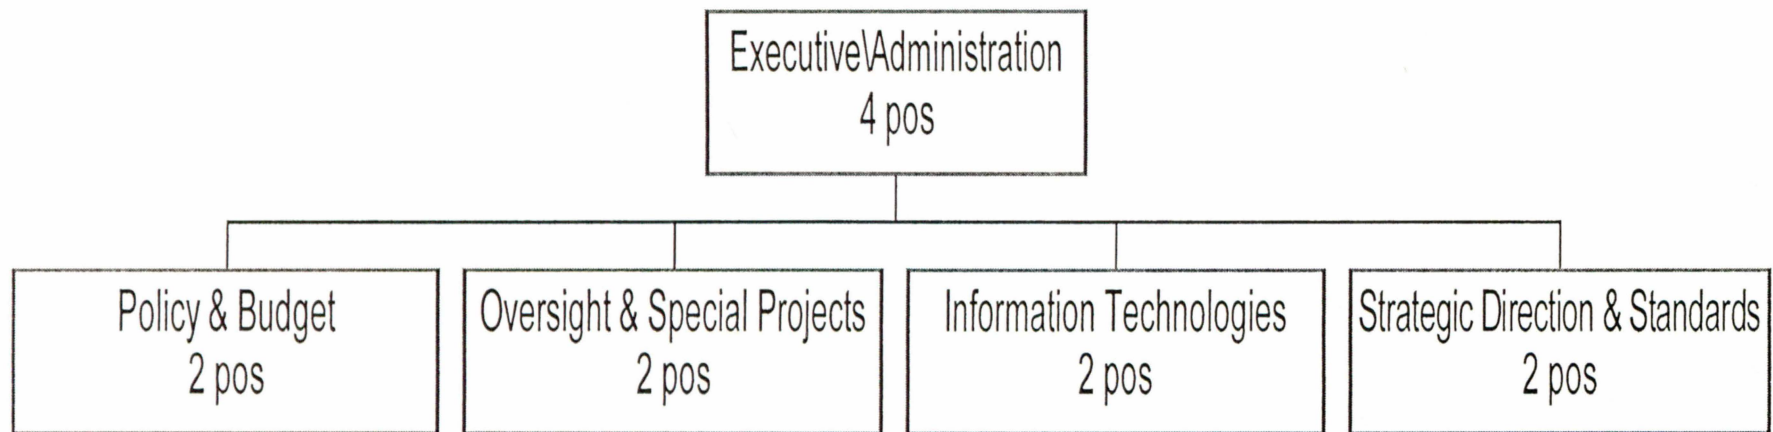 Executive\Administration
4 pos
Policy & Budget
2 pos
Oversight & Special Projects
2 pos
Information Technologies
2 pos
Strategic Direction & Standards
2 pos